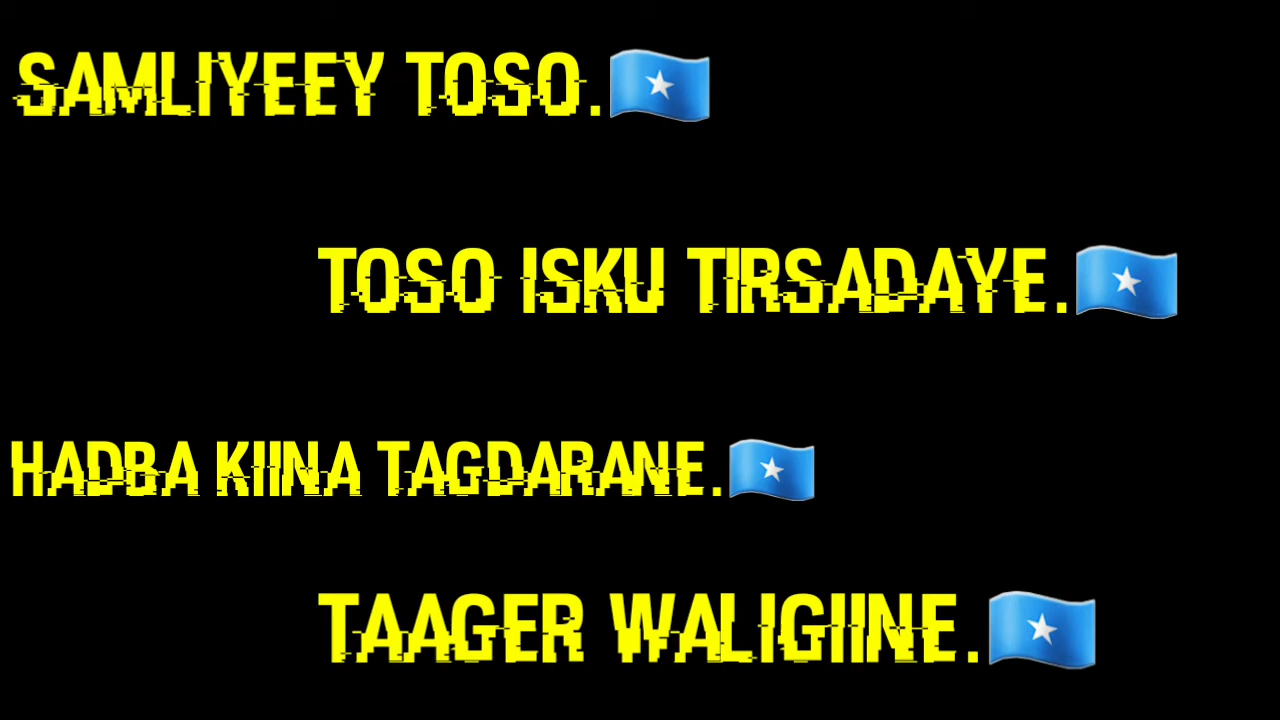 SAMLIYEEY TOSO.🇸🇴
TOSO ISKU TIRSADAYE.🇸🇴
HADBA KIINA TAGDARANE.🇸🇴
TAAGER WALIGIINE.🇸🇴